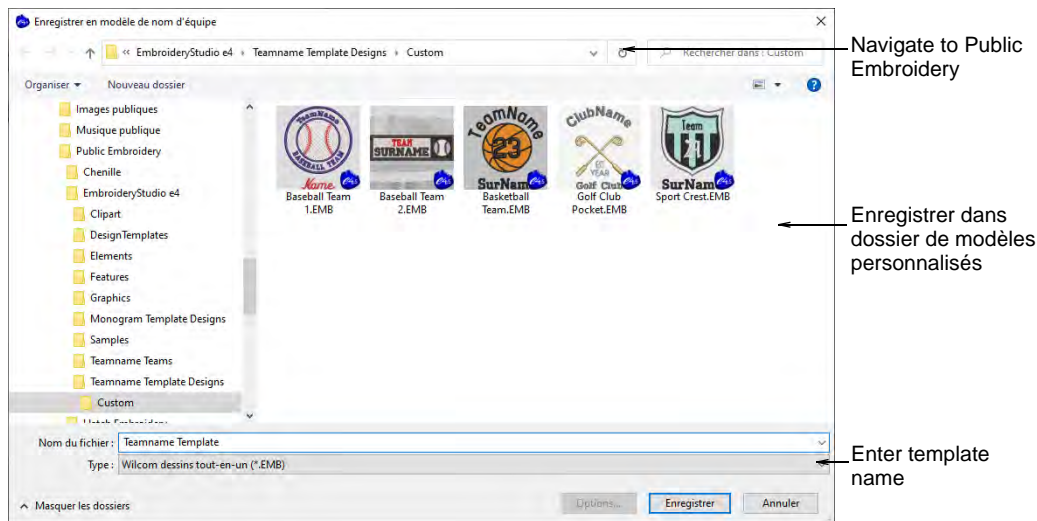 Enregistrer en modèle de nom d'équipe
« EmbroideryStudio e4 › Teamname Template Designs › Custom
Rechercher dans : Custom
Navigate to Public
Embroidery
Organiser
Nouveau dossier
Images publiques
Musique publique
Public Embroidery
Chenille
EmbroideryStudio e4
Clipart
DesignTemplates
Elements
Features
Graphics
Monogram Template Designs
Samples
Teamname Teams
Teamname Template Designs
Custom
Hatch Embroidery
TeamName
BASEBALL TEAM
Name
Baseball Team
1.EMB
TEAM
SURNAME
Baseball Team
2.EMB
TeamName
23
SurNam
Basketball
Team.EMB
ClubName
EST
YEAR
Golf Club
Golf Club
Pocket.EMB
Team
SurNam
Sport Crest.EMB
Enregistrer dans
dossier de modèles
personnalisés
Nom du fichier : Teamname Template
Type : Wilcom dessins tout-en-un (*.EMB)
Enter template
name
Masquer les dossiers
Options...
Enregistrer
Annuler